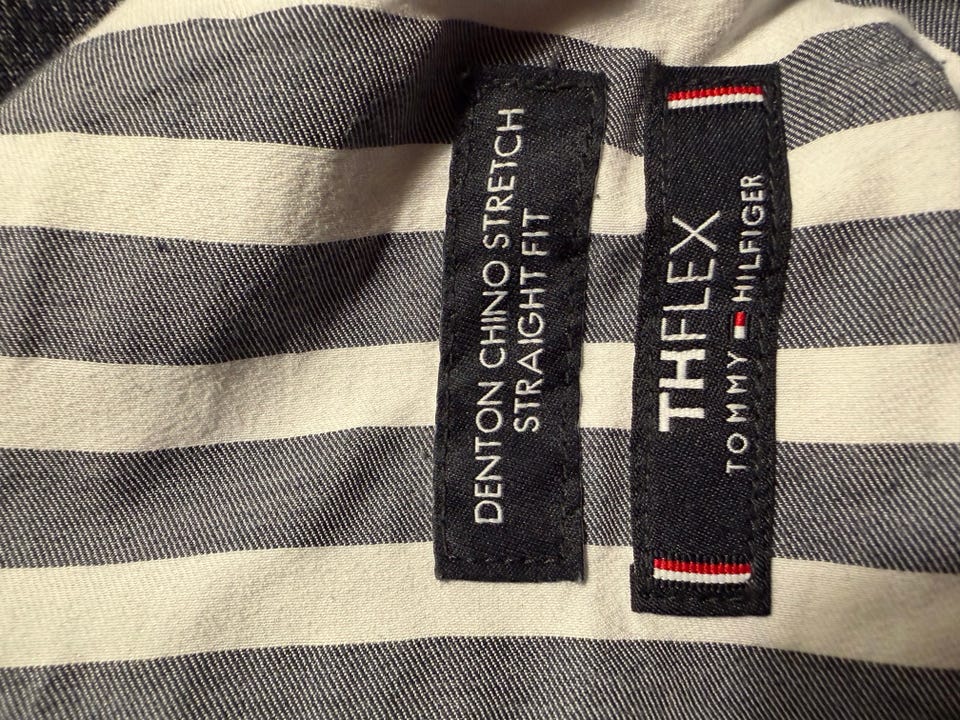 DENTON CHINO STRETCH
STRAIGHT FIT
THFLEX
TOMMY HILFIGER